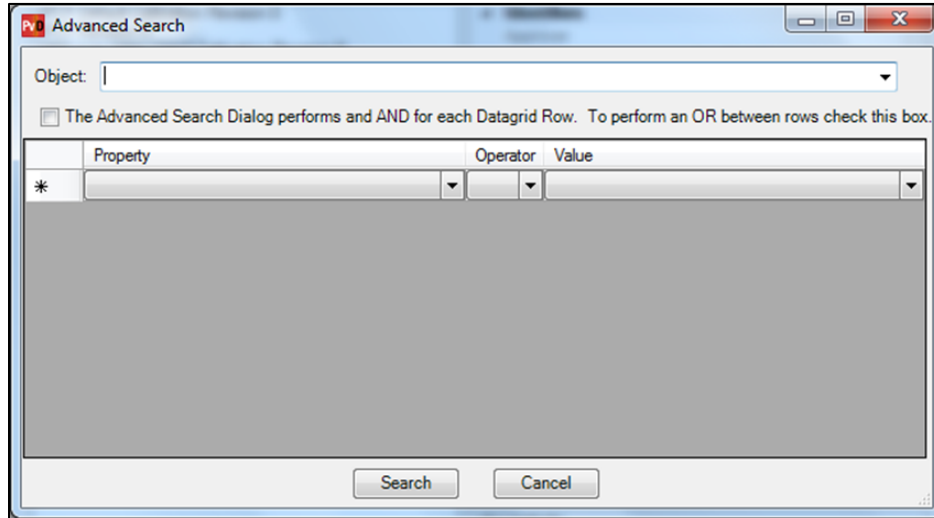 PvD Advanced Search
Object:
The Advanced Search Dialog performs and AND for each Datagrid Row. To perform an OR between rows check this box.
Property Operator Value
Search Cancel